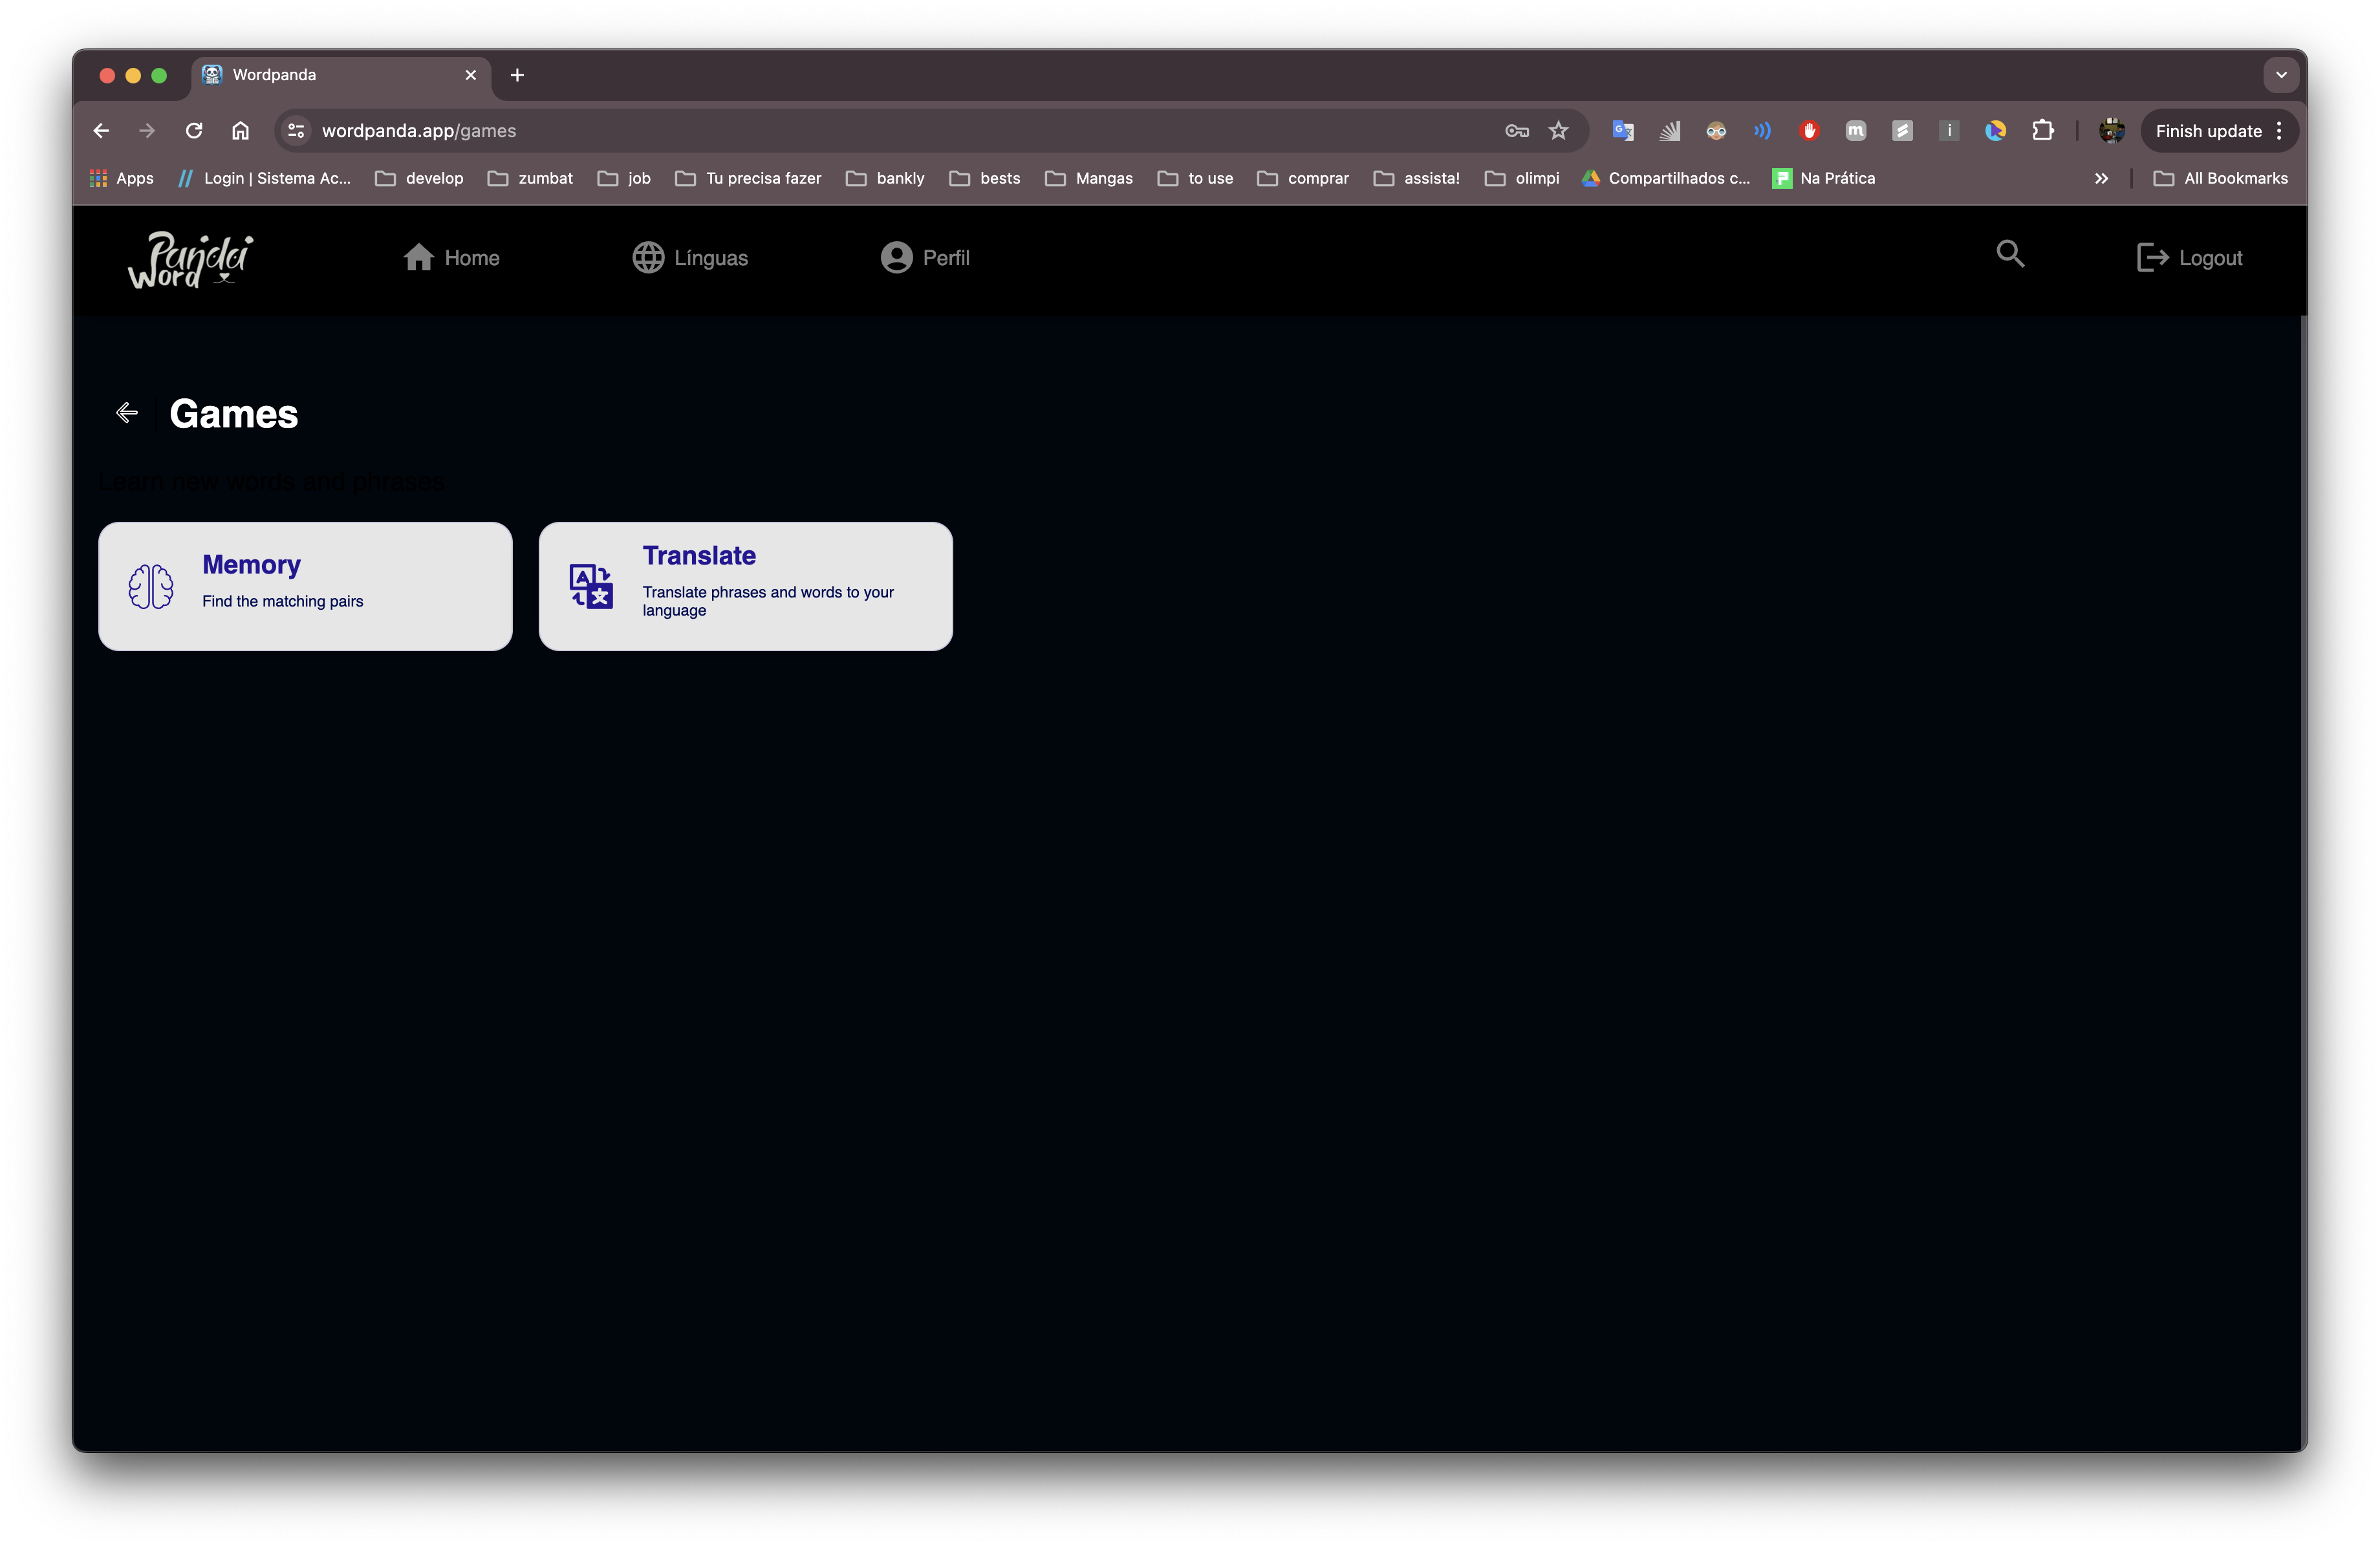 Wordpanda
wordpanda.app/games
Finish update
Apps
Login | Sistema Ac...
develop
zumbat
job
Tu precisa fazer
bankly
bests
Mangas
to use
comprar
assista!
olimpi
Compartilhados c...
Na Prática
All Bookmarks
Panda
Word
Home
Línguas
Perfil
Logout
Games
Learn new words and phrases
Memory
Find the matching pairs
Translate
Translate phrases and words to your
language